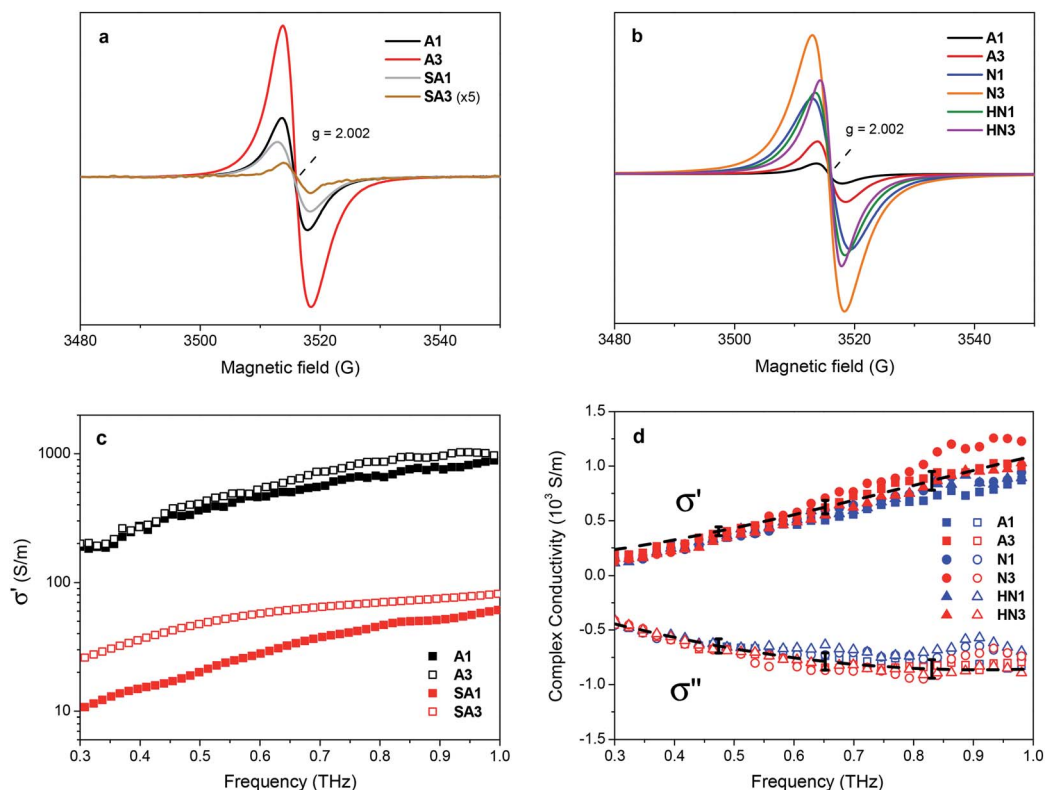 a
A1
A3
SA1
SA3 (x5)
g = 2.002
3480 3500 3520 3540
Magnetic field (G)
b
A1
A3
N1
N3
HN1
HN3
g = 2.002
3480 3500 3520 3540
Magnetic field (G)
c
1000
100
10
σ' (S/m)
A1
A3
SA1
SA3
0.3 0.4 0.5 0.6 0.7 0.8 0.9 1.0
Frequency (THz)
d
1.5
1.0
0.5
0.0
-0.5
-1.0
-1.5
Complex Conductivity (10³ S/m)
σ'
σ"
A1
A3
N1
N3
HN1
HN3
0.3 0.4 0.5 0.6 0.7 0.8 0.9 1.0
Frequency (THz)